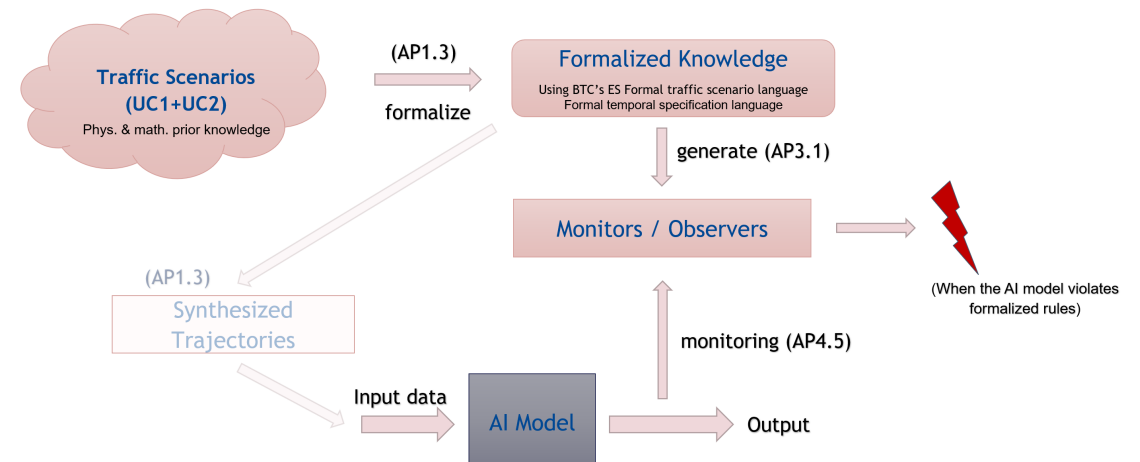 Traffic Scenarios
(UC1+UC2)
Phys. & math. prior knowledge
(AP1.3)
formalize
Formalized Knowledge
Using BTC's ES Formal traffic scenario language
Formal temporal specification language
generate (AP3.1)
Monitors / Observers
(When the AI model violates
formalized rules)
(AP1.3)
Synthesized
Trajectories
monitoring (AP4.5)
Input data
AI Model
Output